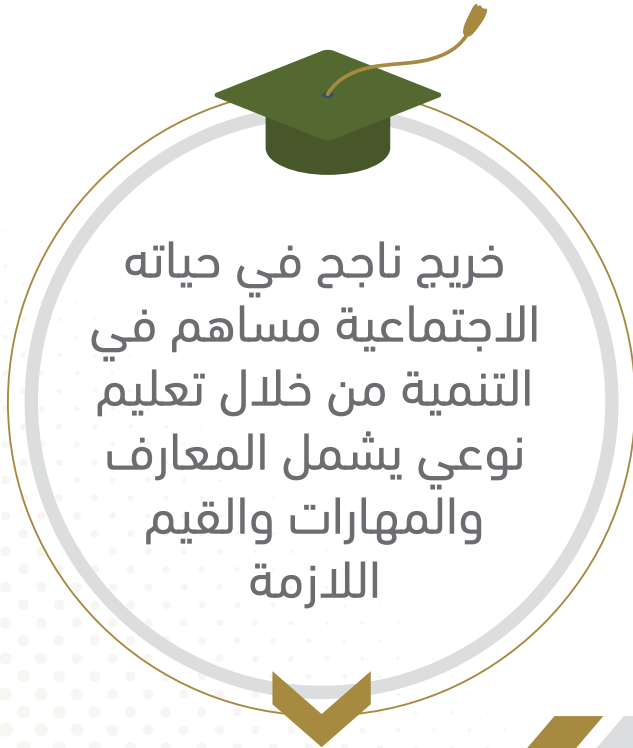 خريج ناجح في حياته
الاجتماعية مساهم في
التنمية من خلال تعليم
نوعي يشمل المعارف
والمهارات والقيم
اللازمة